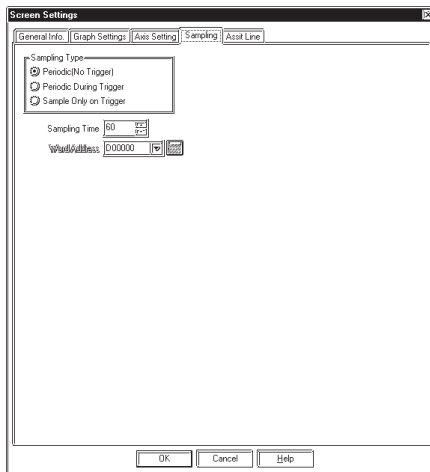 Screen Settings
General Info. Graph Settings Axis Setting Sampling Assit Line
Sampling Type
Periodic(No Trigger)
Periodic During Trigger
Sample Only on Trigger
Sampling Time 60
Word Address D00000
OK Cancel Help